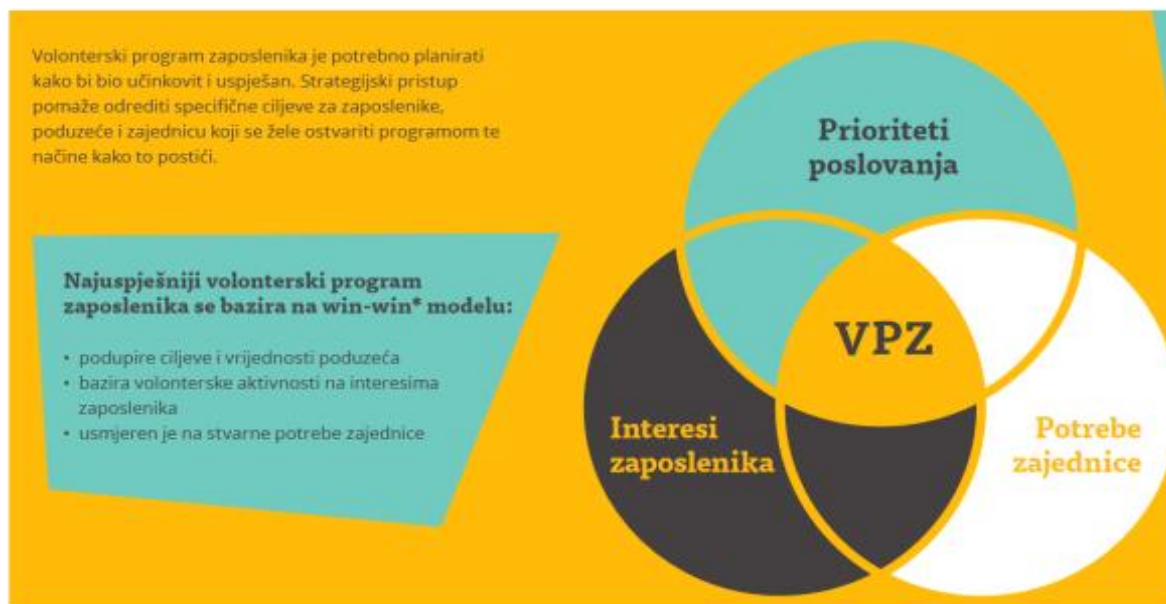 Volonterski program zaposlenika je potrebno planirati
kako bi bio učinkovit i uspješan. Strategijski pristup
pomaže odrediti specifične ciljeve za zaposlenike,
poduzeće i zajednicu koji se žele ostvariti programom te
načine kako to postići.
Najuspješniji volonterski program
zaposlenika se bazira na win-win* modelu:
• podupire ciljeve i vrijednosti poduzeća
• bazira volonterske aktivnosti na interesima
zaposlenika
• usmjeren je na stvarne potrebe zajednice
Prioriteti
poslovanja
VPZ
Interesi
zaposlenika
Potrebe
zajednice